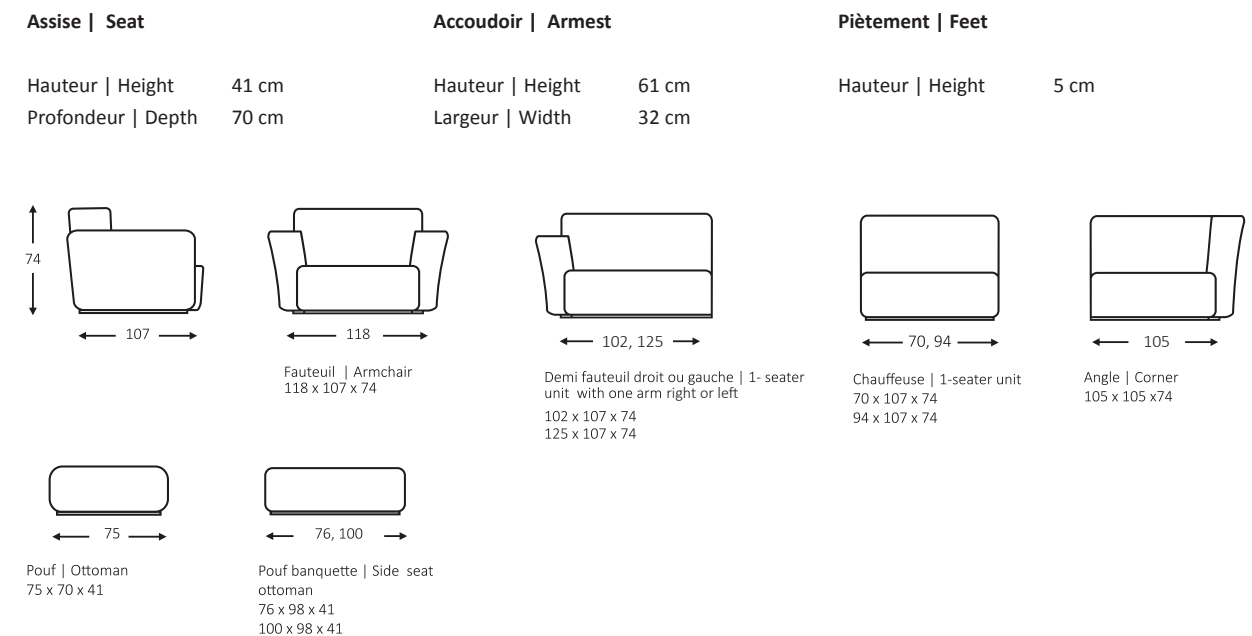 Assise | Seat
Accoudoir | Armest
Piètement | Feet
Hauteur | Height 41 cm
Profondeur | Depth 70 cm
Hauteur | Height 61 cm
Largeur | Width 32 cm
Hauteur | Height 5 cm
74
107
118
102, 125
70, 94
105
Fauteuil | Armchair
118 x 107 x 74
Demi fauteuil droit ou gauche | 1- seater
unit with one arm right or left
102 x 107 x 74
125 x 107 x 74
Chauffeuse | 1-seater unit
70 x 107 x 74
94 x 107 x 74
Angle | Corner
105 x 105 x74
75
76, 100
Pouf | Ottoman
75 x 70 x 41
Pouf banquette | Side seat
ottoman
76 x 98 x 41
100 x 98 x 41